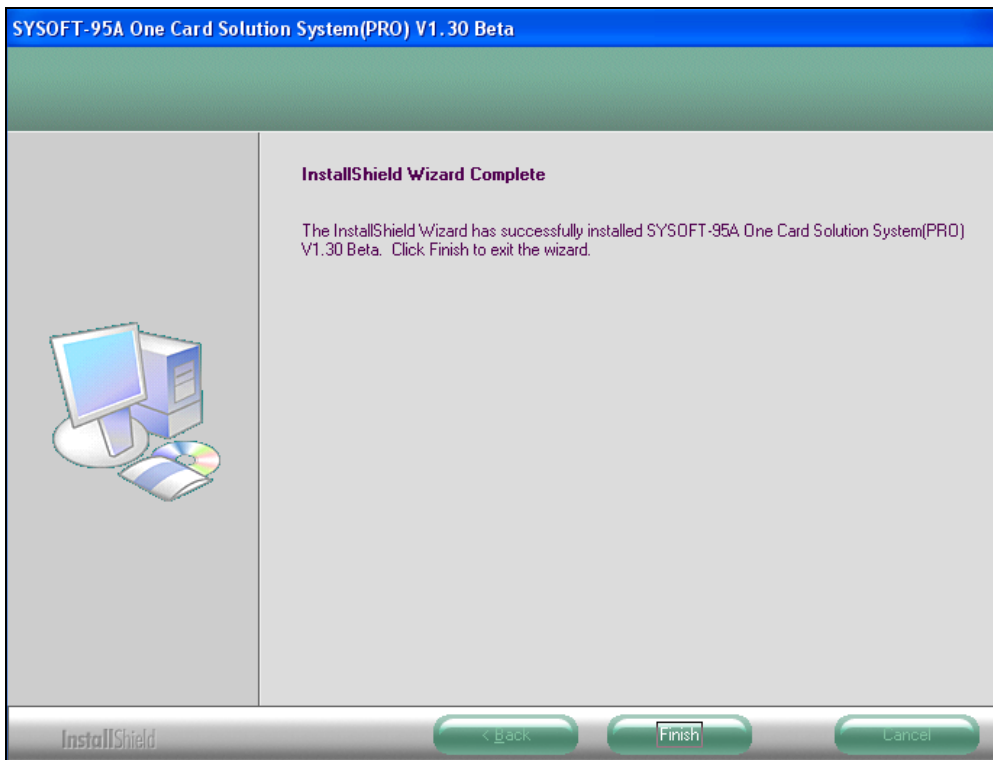 SYSOFT-95A One Card Solution System(PRO) V1.30 Beta
InstallShield Wizard Complete
The InstallShield Wizard has successfully installed SYSOFT-95A One Card Solution System(PRO)
V1.30 Beta. Click Finish to exit the wizard.
InstallShield
< Back
Finish
Cancel